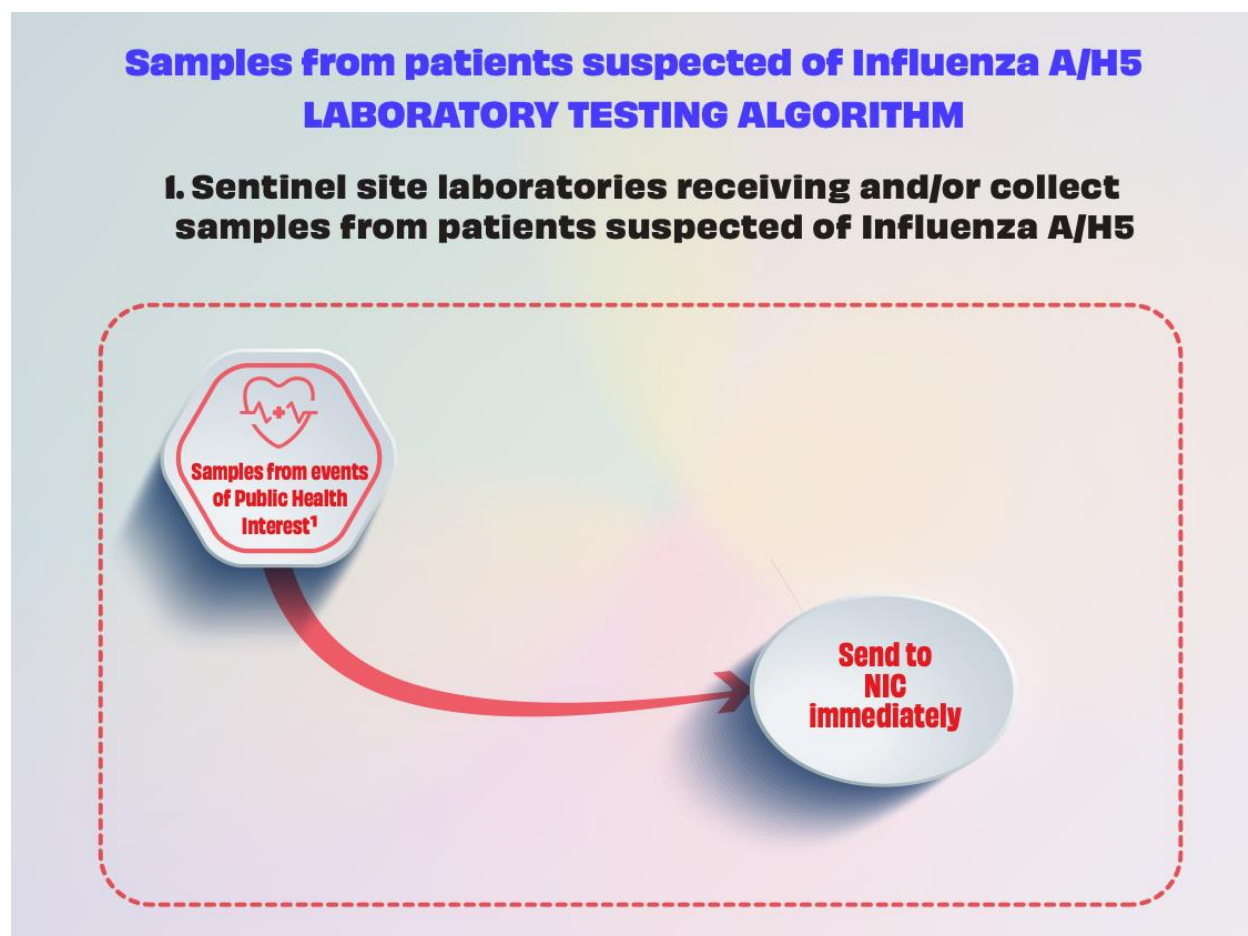 Samples from patients suspected of Influenza A/H5
LABORATORY TESTING ALGORITHM
1. Sentinel site laboratories receiving and/or collect
samples from patients suspected of Influenza A/H5
Samples from events
of Public Health
Interest¹
Send to
NIC
immediately